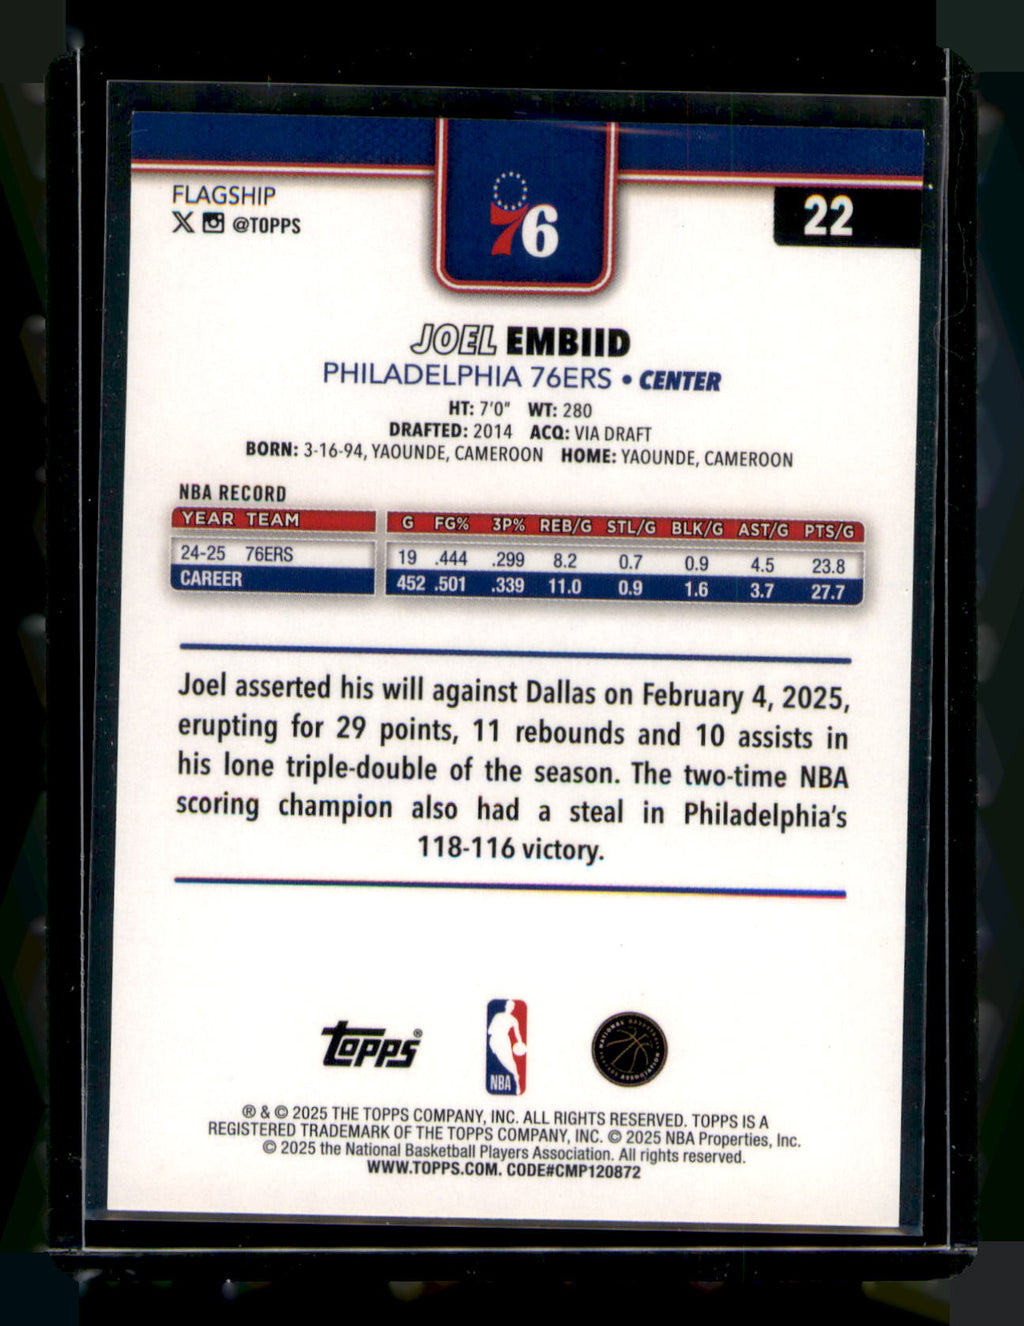 FLAGSHIP
@TOPPS
76
22
JOEL EMBIID
PHILADELPHIA 76ERS • CENTER
HT: 7'0" WT: 280
DRAFTED: 2014 ACQ: VIA DRAFT
BORN: 3-16-94, YAOUNDE, CAMEROON HOME: YAOUNDE, CAMEROON
NBA RECORD
YEAR TEAM G FG% 3P% REB/G STL/G BLK/G AST/G PTS/G
24-25 76ERS 19 .444 .299 8.2 0.7 0.9 4.5 23.8
CAREER 452 .501 .339 11.0 0.9 1.6 3.7 27.7
Joel asserted his will against Dallas on February 4, 2025,
erupting for 29 points, 11 rebounds and 10 assists in
his lone triple-double of the season. The two-time NBA
scoring champion also had a steal in Philadelphia's
118-116 victory.
Topps®
NBA
NATIONAL BASKETBALL PLAYERS ASSOCIATION
® & © 2025 THE TOPPS COMPANY, INC. ALL RIGHTS RESERVED. TOPPS IS A
REGISTERED TRADEMARK OF THE TOPPS COMPANY, INC. © 2025 NBA Properties, Inc.
© 2025 the National Basketball Players Association. All rights reserved.
WWW.TOPPS.COM. CODE#CMP120872